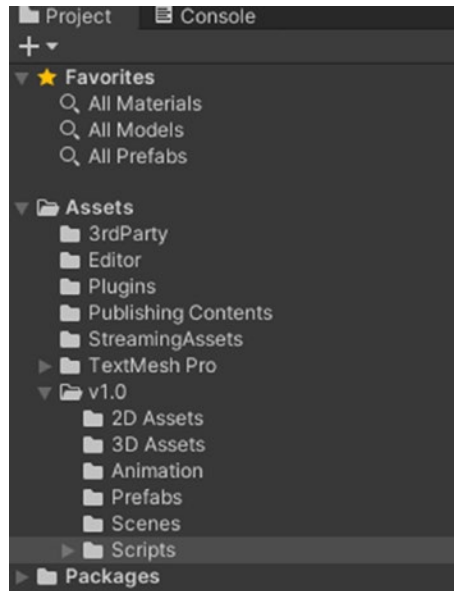 Project Console
Favorites
All Materials
All Models
All Prefabs
Assets
3rdParty
Editor
Plugins
Publishing Contents
StreamingAssets
TextMesh Pro
v1.0
2D Assets
3D Assets
Animation
Prefabs
Scenes
Scripts
Packages